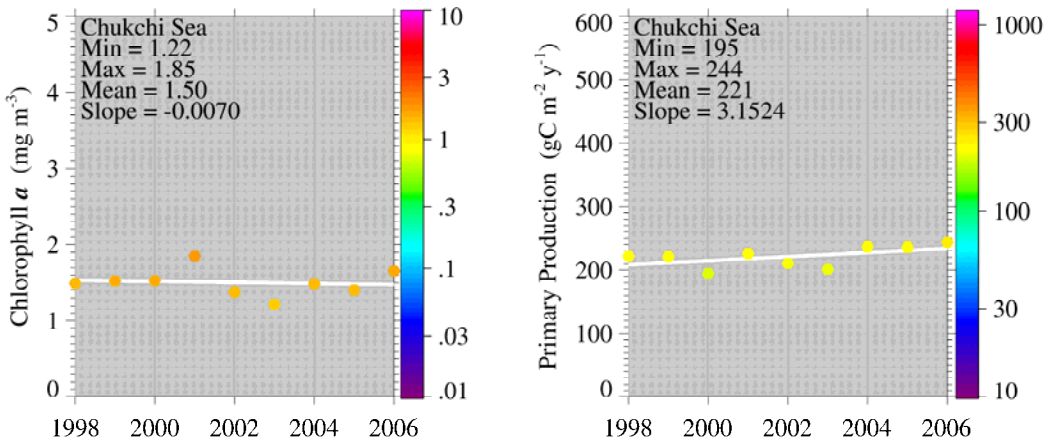 Chukchi Sea
Min = 1.22
Max = 1.85
Mean = 1.50
Slope = -0.0070
Chlorophyll a (mg m-3)
5
4
3
2
1
0
1998 2000 2002 2004 2006
10
3
1
.3
.1
.03
.01
Chukchi Sea
Min = 195
Max = 244
Mean = 221
Slope = 3.1524
Primary Production (gC m-2 y-1)
600
500
400
300
200
100
0
1998 2000 2002 2004 2006
1000
300
100
30
10